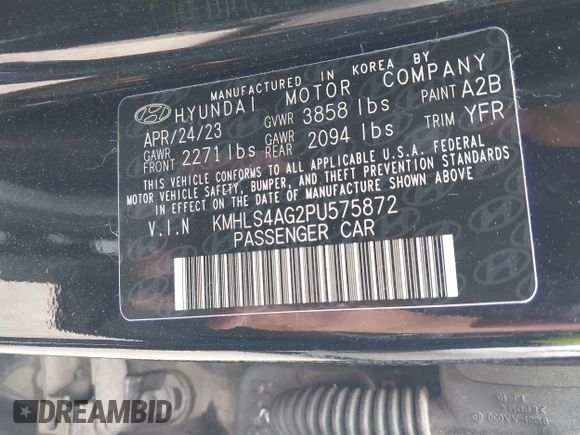 MANUFACTURED IN KOREA BY
HYUNDAI MOTOR COMPANY
APR/24/23 GVWR 3858 lbs PAINT A2B
GAWR FRONT 2271 lbs GAWR REAR 2094 lbs TRIM YFR
THIS VEHICLE CONFORMS TO ALL APPLICABLE U.S.A. FEDERAL
MOTOR VEHICLE SAFETY, BUMPER, AND THEFT PREVENTION STANDARDS
IN EFFECT ON THE DATE OF MANUFACTURE SHOWN ABOVE.
V.I.N KMHLS4AG2PU575872
PASSENGER CAR
DREAMBID